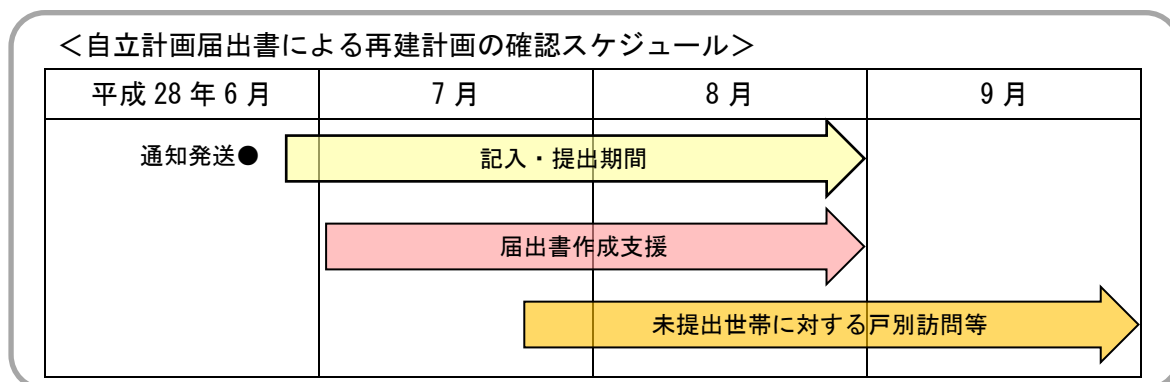 ＜自立計画届出書による再建計画の確認スケジュール＞
平成 28 年 6 月
7 月
8 月
9 月
通知発送●
記入・提出期間
届出書作成支援
未提出世帯に対する戸別訪問等